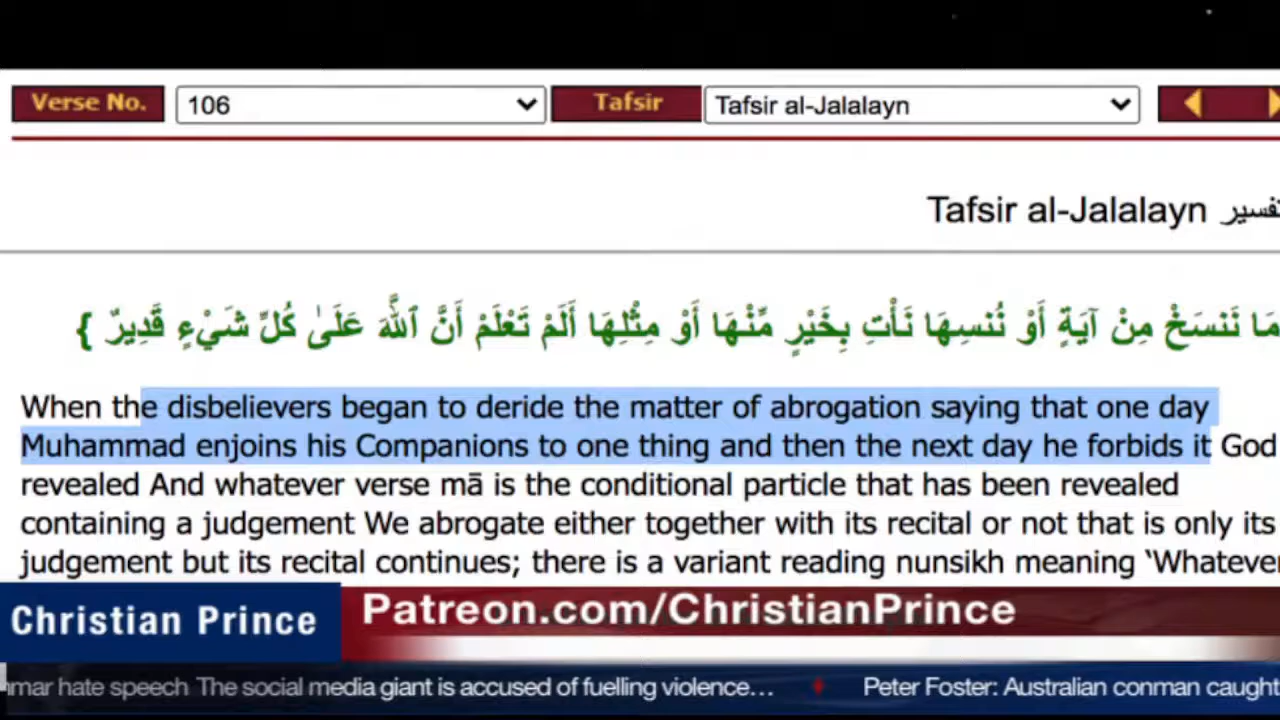 Verse No. 106 Tafsir Tafsir al-Jalalayn
Tafsir al-Jalalayn تفسير
مَا نَنسَخْ مِنْ آيَةٍ أَوْ نُنسِهَا نَأْتِ بِخَيْرٍ مِّنْهَا أَوْ مِثْلِهَا أَلَمْ تَعْلَمْ أَنَّ ٱللَّهَ عَلَىٰ كُلِّ شَيْءٍ قَدِيرٌ }
When the disbelievers began to deride the matter of abrogation saying that one day
Muhammad enjoins his Companions to one thing and then the next day he forbids it God
revealed And whatever verse mā is the conditional particle that has been revealed
containing a judgement We abrogate either together with its recital or not that is only its
judgement but its recital continues; there is a variant reading nunsikh meaning ‘Whatever
Christian Prince Patreon.com/ChristianPrince
hate speech The social media giant is accused of fuelling violence... Peter Foster: Australian conman caught